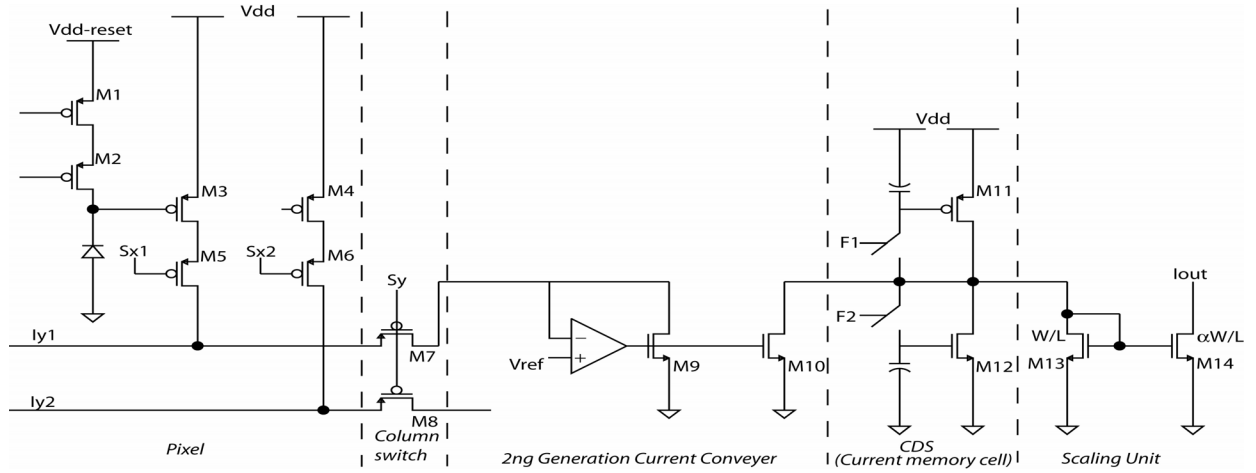 Vdd
Vdd-reset
M1
M2
M3
M4
Vdd
M11
Sx1
M5
Sx2
M6
F1
Sy
F2
Iout
Iy1
M7
Vref
−
+
M9
M10
M12
W/L
M13
αW/L
M14
Iy2
M8
Pixel
Column
switch
2ng Generation Current Conveyer
CDS
(Current memory cell)
Scaling Unit